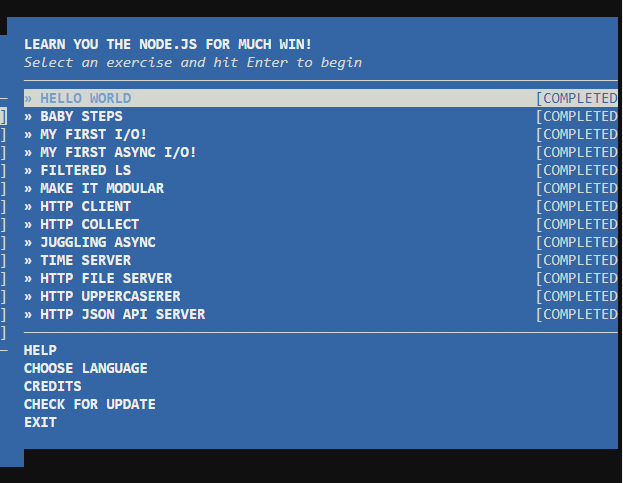 LEARN YOU THE NODE.JS FOR MUCH WIN!
Select an exercise and hit Enter to begin
» HELLO WORLD [COMPLETED
» BABY STEPS [COMPLETED
» MY FIRST I/O! [COMPLETED
» MY FIRST ASYNC I/O! [COMPLETED
» FILTERED LS [COMPLETED
» MAKE IT MODULAR [COMPLETED
» HTTP CLIENT [COMPLETED
» HTTP COLLECT [COMPLETED
» JUGGLING ASYNC [COMPLETED
» TIME SERVER [COMPLETED
» HTTP FILE SERVER [COMPLETED
» HTTP UPPERCASERER [COMPLETED
» HTTP JSON API SERVER [COMPLETED
HELP
CHOOSE LANGUAGE
CREDITS
CHECK FOR UPDATE
EXIT